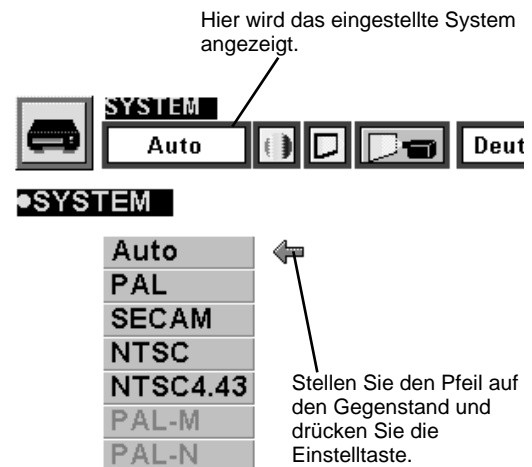 Hier wird das eingestellte System
angezeigt.
SYSTEM
Auto
Deut
●SYSTEM
Auto
PAL
SECAM
NTSC
NTSC4.43
PAL-M
PAL-N
Stellen Sie den Pfeil auf
den Gegenstand und
drücken Sie die
Einstelltaste.